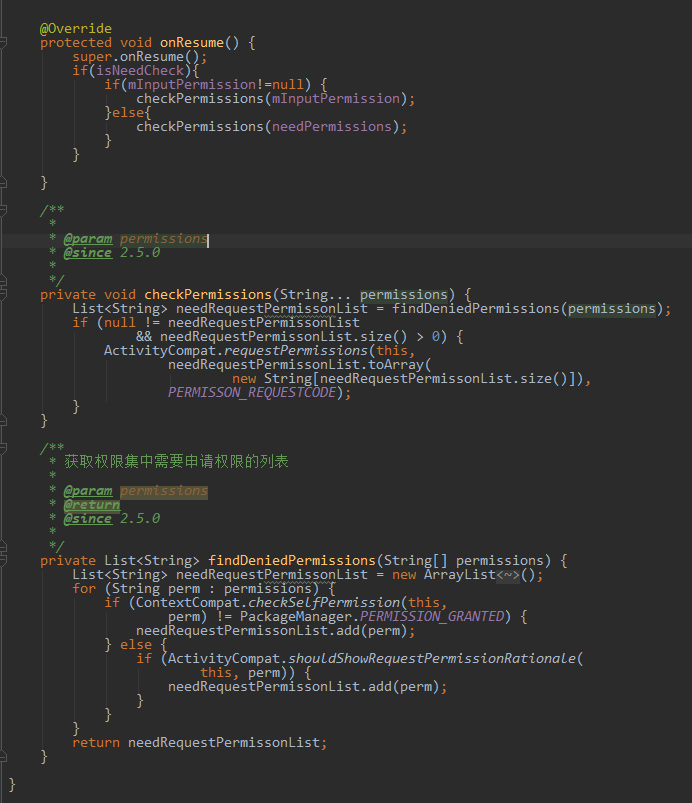 @Override
protected void onResume() {
super.onResume();
if(isNeedCheck){
if(mInputPermission!=null) {
checkPermissions(mInputPermission);
}else{
checkPermissions(needPermissions);
}
}
}
/**
*
* @param permissions
* @since 2.5.0
*
*/
private void checkPermissions(String... permissions) {
List<String> needRequestPermissonList = findDeniedPermissions(permissions);
if (null != needRequestPermissonList
&& needRequestPermissonList.size() > 0) {
ActivityCompat.requestPermissions(this,
needRequestPermissonList.toArray(
new String[needRequestPermissonList.size()]),
PERMISSON_REQUESTCODE);
}
}
/**
* 获取权限集中需要申请权限的列表
*
* @param permissions
* @return
* @since 2.5.0
*
*/
private List<String> findDeniedPermissions(String[] permissions) {
List<String> needRequestPermissonList = new ArrayList<~>();
for (String perm : permissions) {
if (ContextCompat.checkSelfPermission(this,
perm) != PackageManager.PERMISSION_GRANTED) {
needRequestPermissonList.add(perm);
} else {
if (ActivityCompat.shouldShowRequestPermissionRationale(
this, perm)) {
needRequestPermissonList.add(perm);
}
}
}
return needRequestPermissonList;
}
}